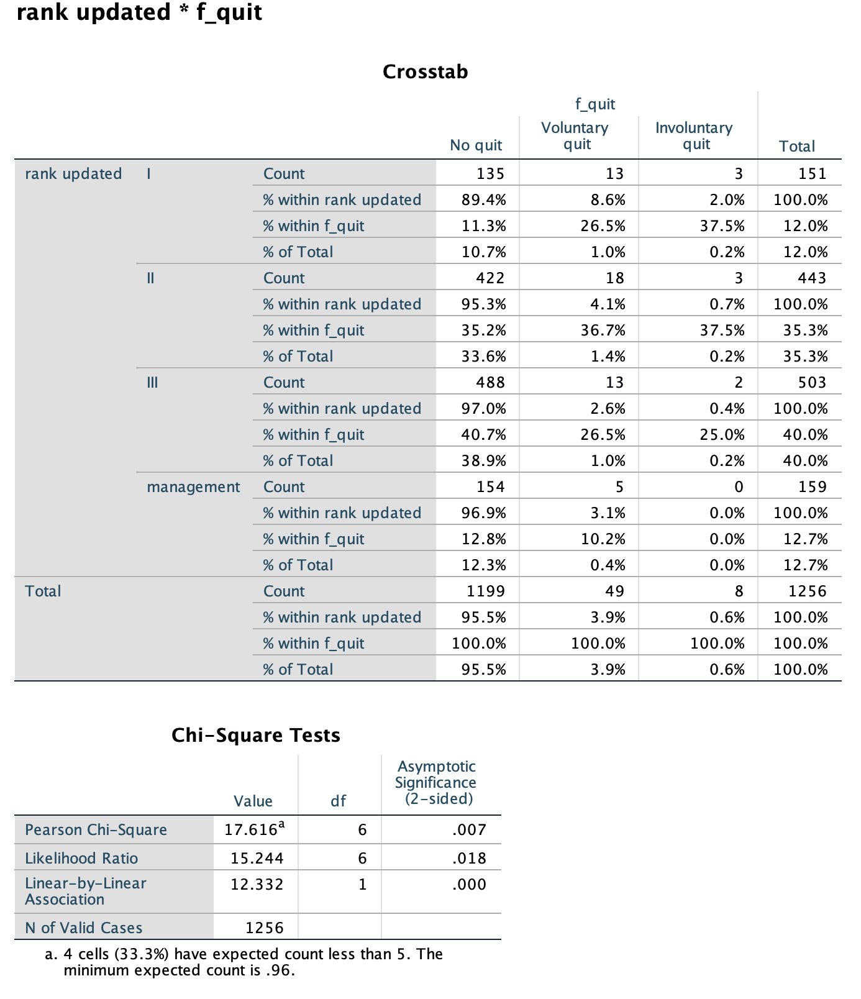 rank updated * f_quit
Crosstab
f_quit
No quit Voluntary quit Involuntary quit Total
rank updated I Count 135 13 3 151
% within rank updated 89.4% 8.6% 2.0% 100.0%
% within f_quit 11.3% 26.5% 37.5% 12.0%
% of Total 10.7% 1.0% 0.2% 12.0%
II Count 422 18 3 443
% within rank updated 95.3% 4.1% 0.7% 100.0%
% within f_quit 35.2% 36.7% 37.5% 35.3%
% of Total 33.6% 1.4% 0.2% 35.3%
III Count 488 13 2 503
% within rank updated 97.0% 2.6% 0.4% 100.0%
% within f_quit 40.7% 26.5% 25.0% 40.0%
% of Total 38.9% 1.0% 0.2% 40.0%
management Count 154 5 0 159
% within rank updated 96.9% 3.1% 0.0% 100.0%
% within f_quit 12.8% 10.2% 0.0% 12.7%
% of Total 12.3% 0.4% 0.0% 12.7%
Total Count 1199 49 8 1256
% within rank updated 95.5% 3.9% 0.6% 100.0%
% within f_quit 100.0% 100.0% 100.0% 100.0%
% of Total 95.5% 3.9% 0.6% 100.0%
Chi-Square Tests
Value df Asymptotic Significance (2-sided)
Pearson Chi-Square 17.616a 6 .007
Likelihood Ratio 15.244 6 .018
Linear-by-Linear Association 12.332 1 .000
N of Valid Cases 1256
a. 4 cells (33.3%) have expected count less than 5. The
minimum expected count is .96.